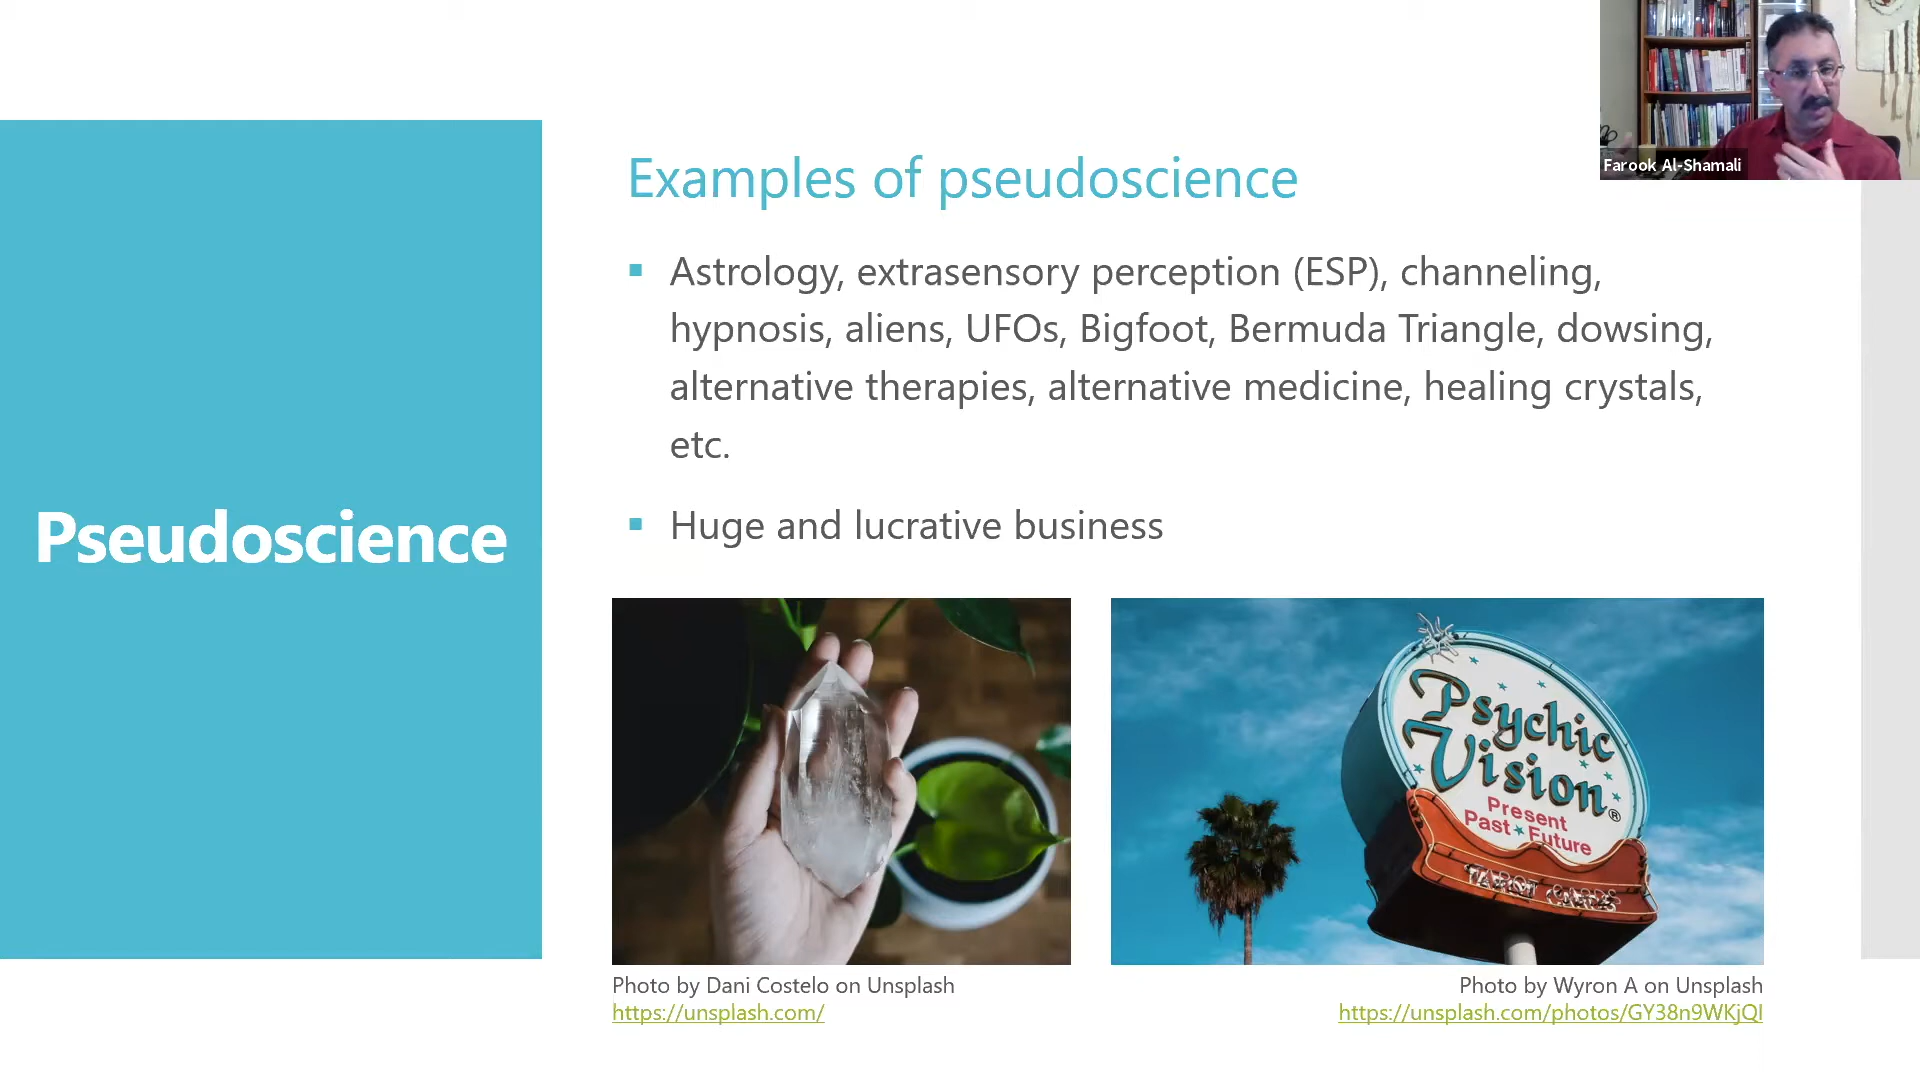 Farook Al-Shamali
Examples of pseudoscience
Astrology, extrasensory perception (ESP), channeling,
hypnosis, aliens, UFOs, Bigfoot, Bermuda Triangle, dowsing,
alternative therapies, alternative medicine, healing crystals,
etc.
Huge and lucrative business
Pseudoscience
Psychic
Vision
®
Present
Past Future
TAROT CARDS
Photo by Dani Costelo on Unsplash
https://unsplash.com/
Photo by Wyron A on Unsplash
https://unsplash.com/photos/GY38n9WKjQI